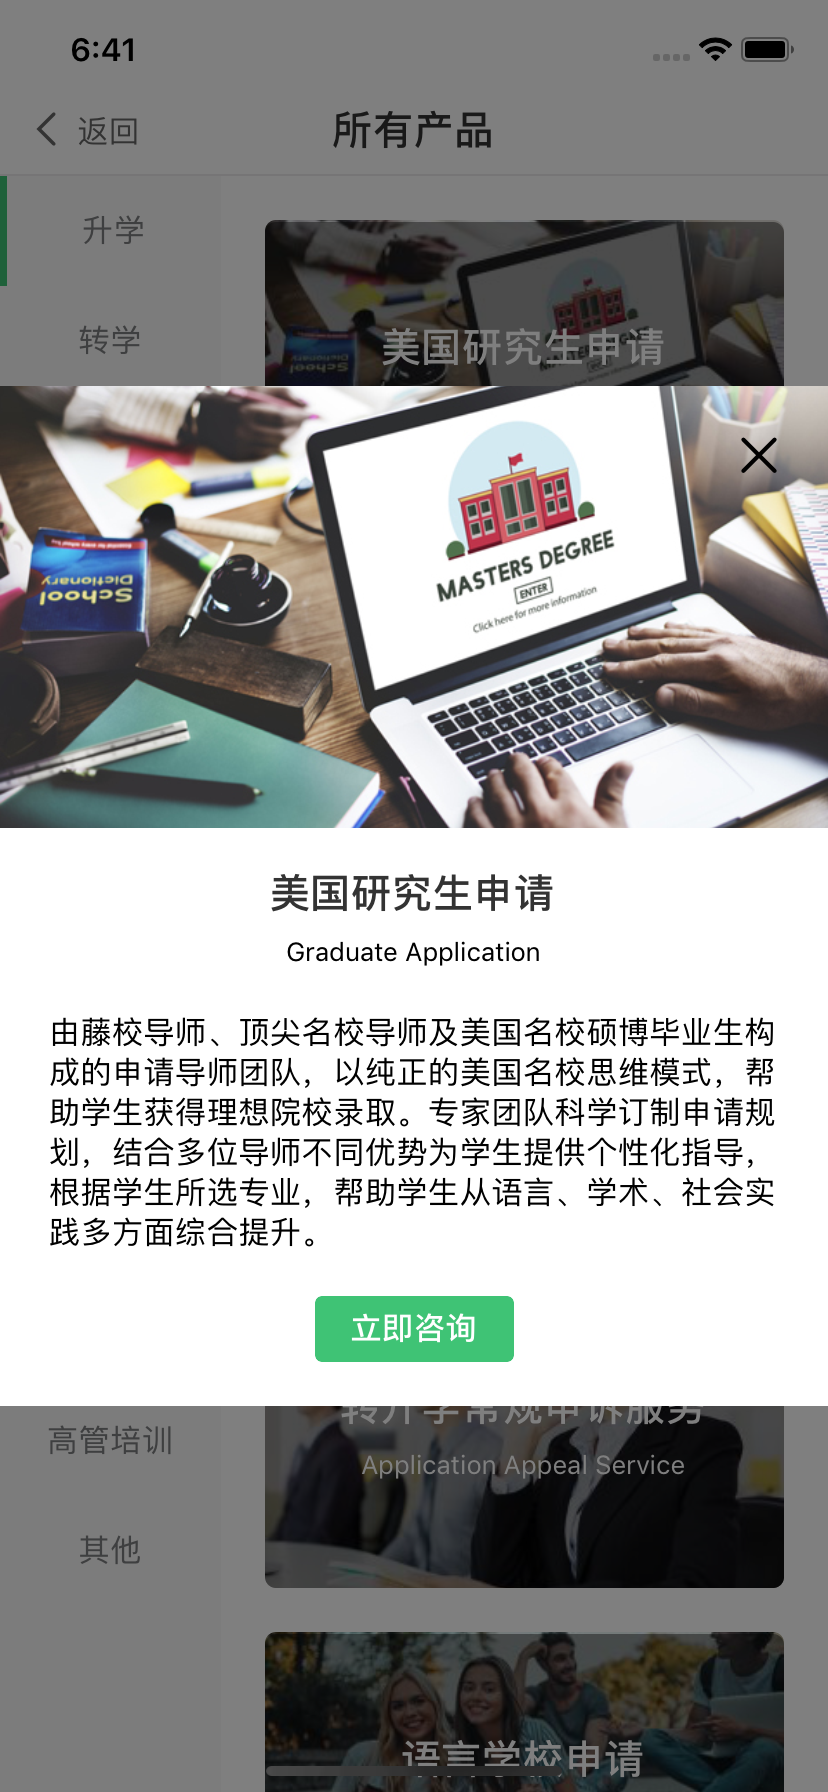 6:41
返回
所有产品
升学
转学
美国研究生申请
School
Dictionary
MASTERS DEGREE
ENTER
Click here for more information
美国研究生申请
Graduate Application
由藤校导师、顶尖名校导师及美国名校硕博毕业生构
成的申请导师团队，以纯正的美国名校思维模式，帮
助学生获得理想院校录取。专家团队科学订制申请规
划，结合多位导师不同优势为学生提供个性化指导，
根据学生所选专业，帮助学生从语言、学术、社会实
践多方面综合提升。
立即咨询
高管培训
转升学常规申诉服务
Application Appeal Service
其他
语言学校申请